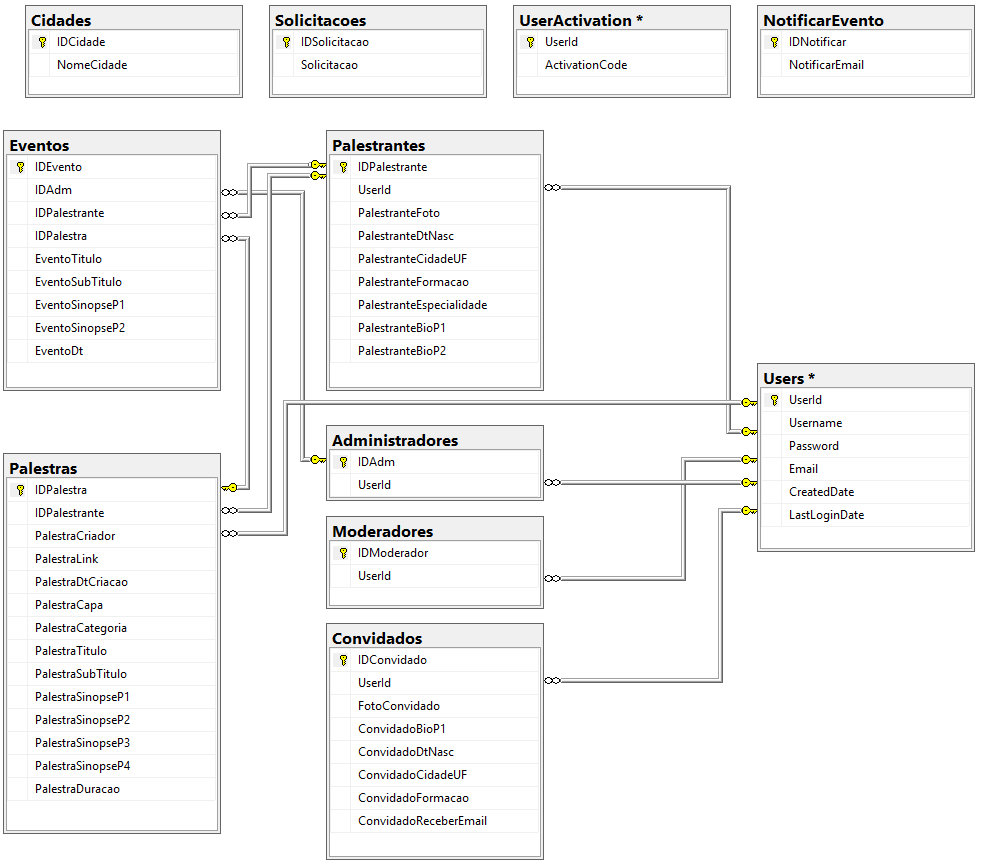 Cidades
IDCidade
NomeCidade
Solicitacoes
IDSolicitacao
Solicitacao
UserActivation *
UserId
ActivationCode
NotificarEvento
IDNotificar
NotificarEmail
Eventos
IDEvento
IDAdm
IDPalestrante
IDPalestra
EventoTitulo
EventoSubTitulo
EventoSinopseP1
EventoSinopseP2
EventoDt
Palestrantes
IDPalestrante
UserId
PalestranteFoto
PalestranteDtNasc
PalestranteCidadeUF
PalestranteFormacao
PalestranteEspecialidade
PalestranteBioP1
PalestranteBioP2
Users *
UserId
Username
Password
Email
CreatedDate
LastLoginDate
Administradores
IDAdm
UserId
Palestras
IDPalestra
IDPalestrante
PalestraCriador
PalestraLink
PalestraDtCriacao
PalestraCapa
PalestraCategoria
PalestraTitulo
PalestraSubTitulo
PalestraSinopseP1
PalestraSinopseP2
PalestraSinopseP3
PalestraSinopseP4
PalestraDuracao
Moderadores
IDModerador
UserId
Convidados
IDConvidado
UserId
FotoConvidado
ConvidadoBioP1
ConvidadoDtNasc
ConvidadoCidadeUF
ConvidadoFormacao
ConvidadoReceberEmail